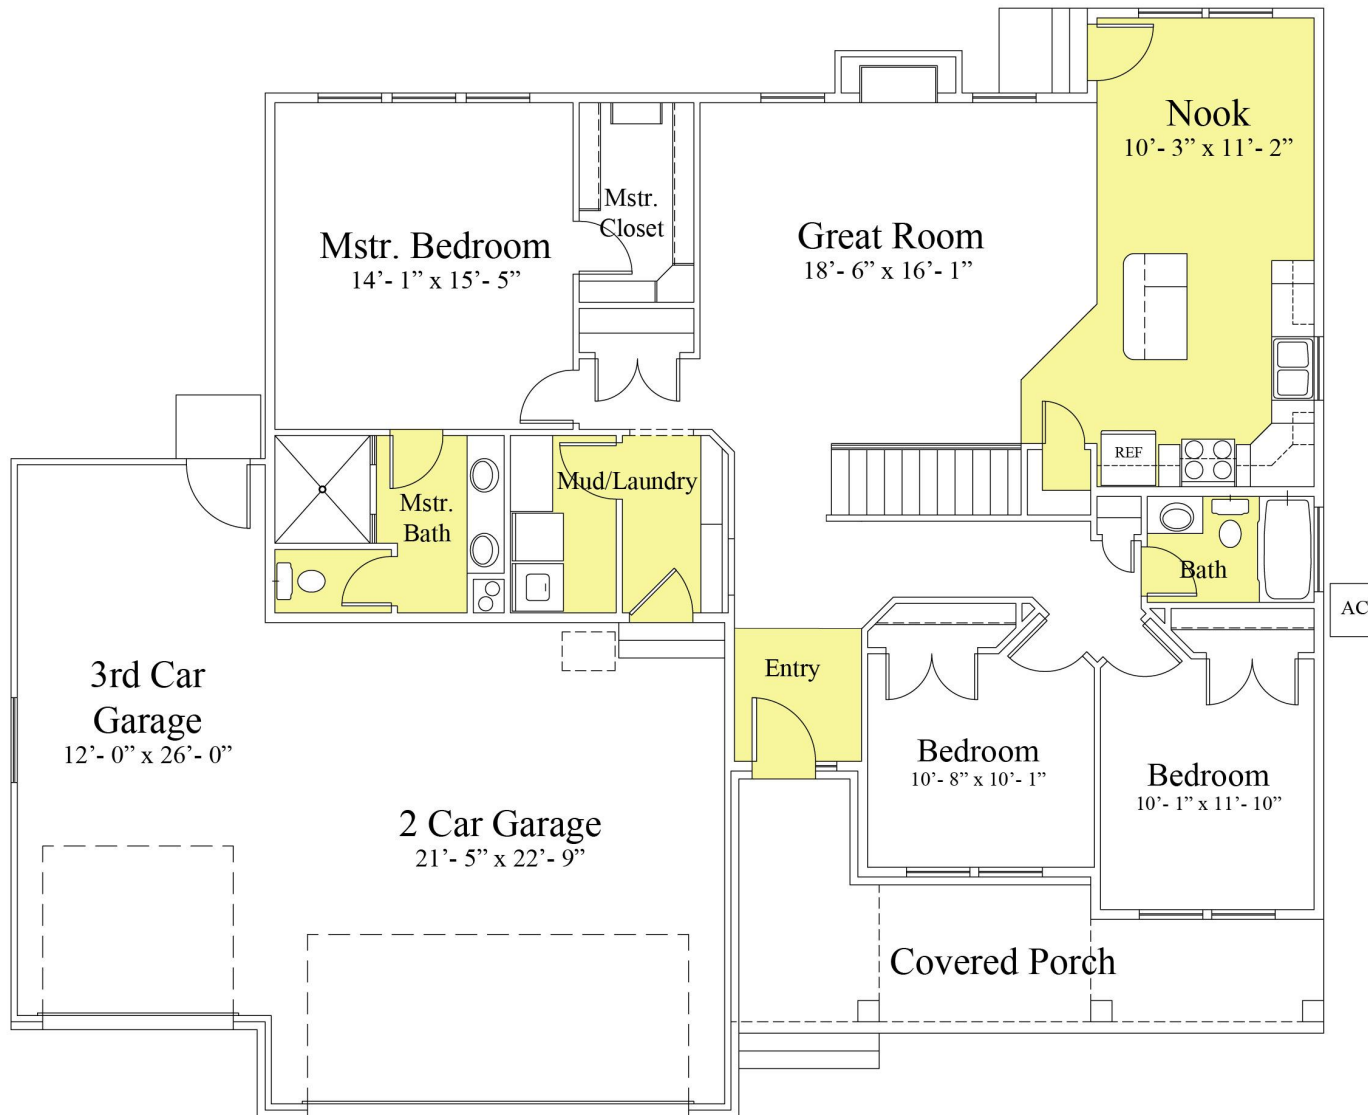 Nook
10’- 3” x 11’- 2”
Mstr.
Closet
Mstr. Bedroom
14’- 1” x 15’- 5”
Great Room
18’- 6” x 16’- 1”
REF
Mud/Laundry
Mstr.
Bath
Bath
AC
Entry
3rd Car
Garage
12’- 0” x 26’- 0”
Bedroom
10’- 8” x 10’- 1”
Bedroom
10’- 1” x 11’- 10”
2 Car Garage
21’- 5” x 22’- 9”
Covered Porch